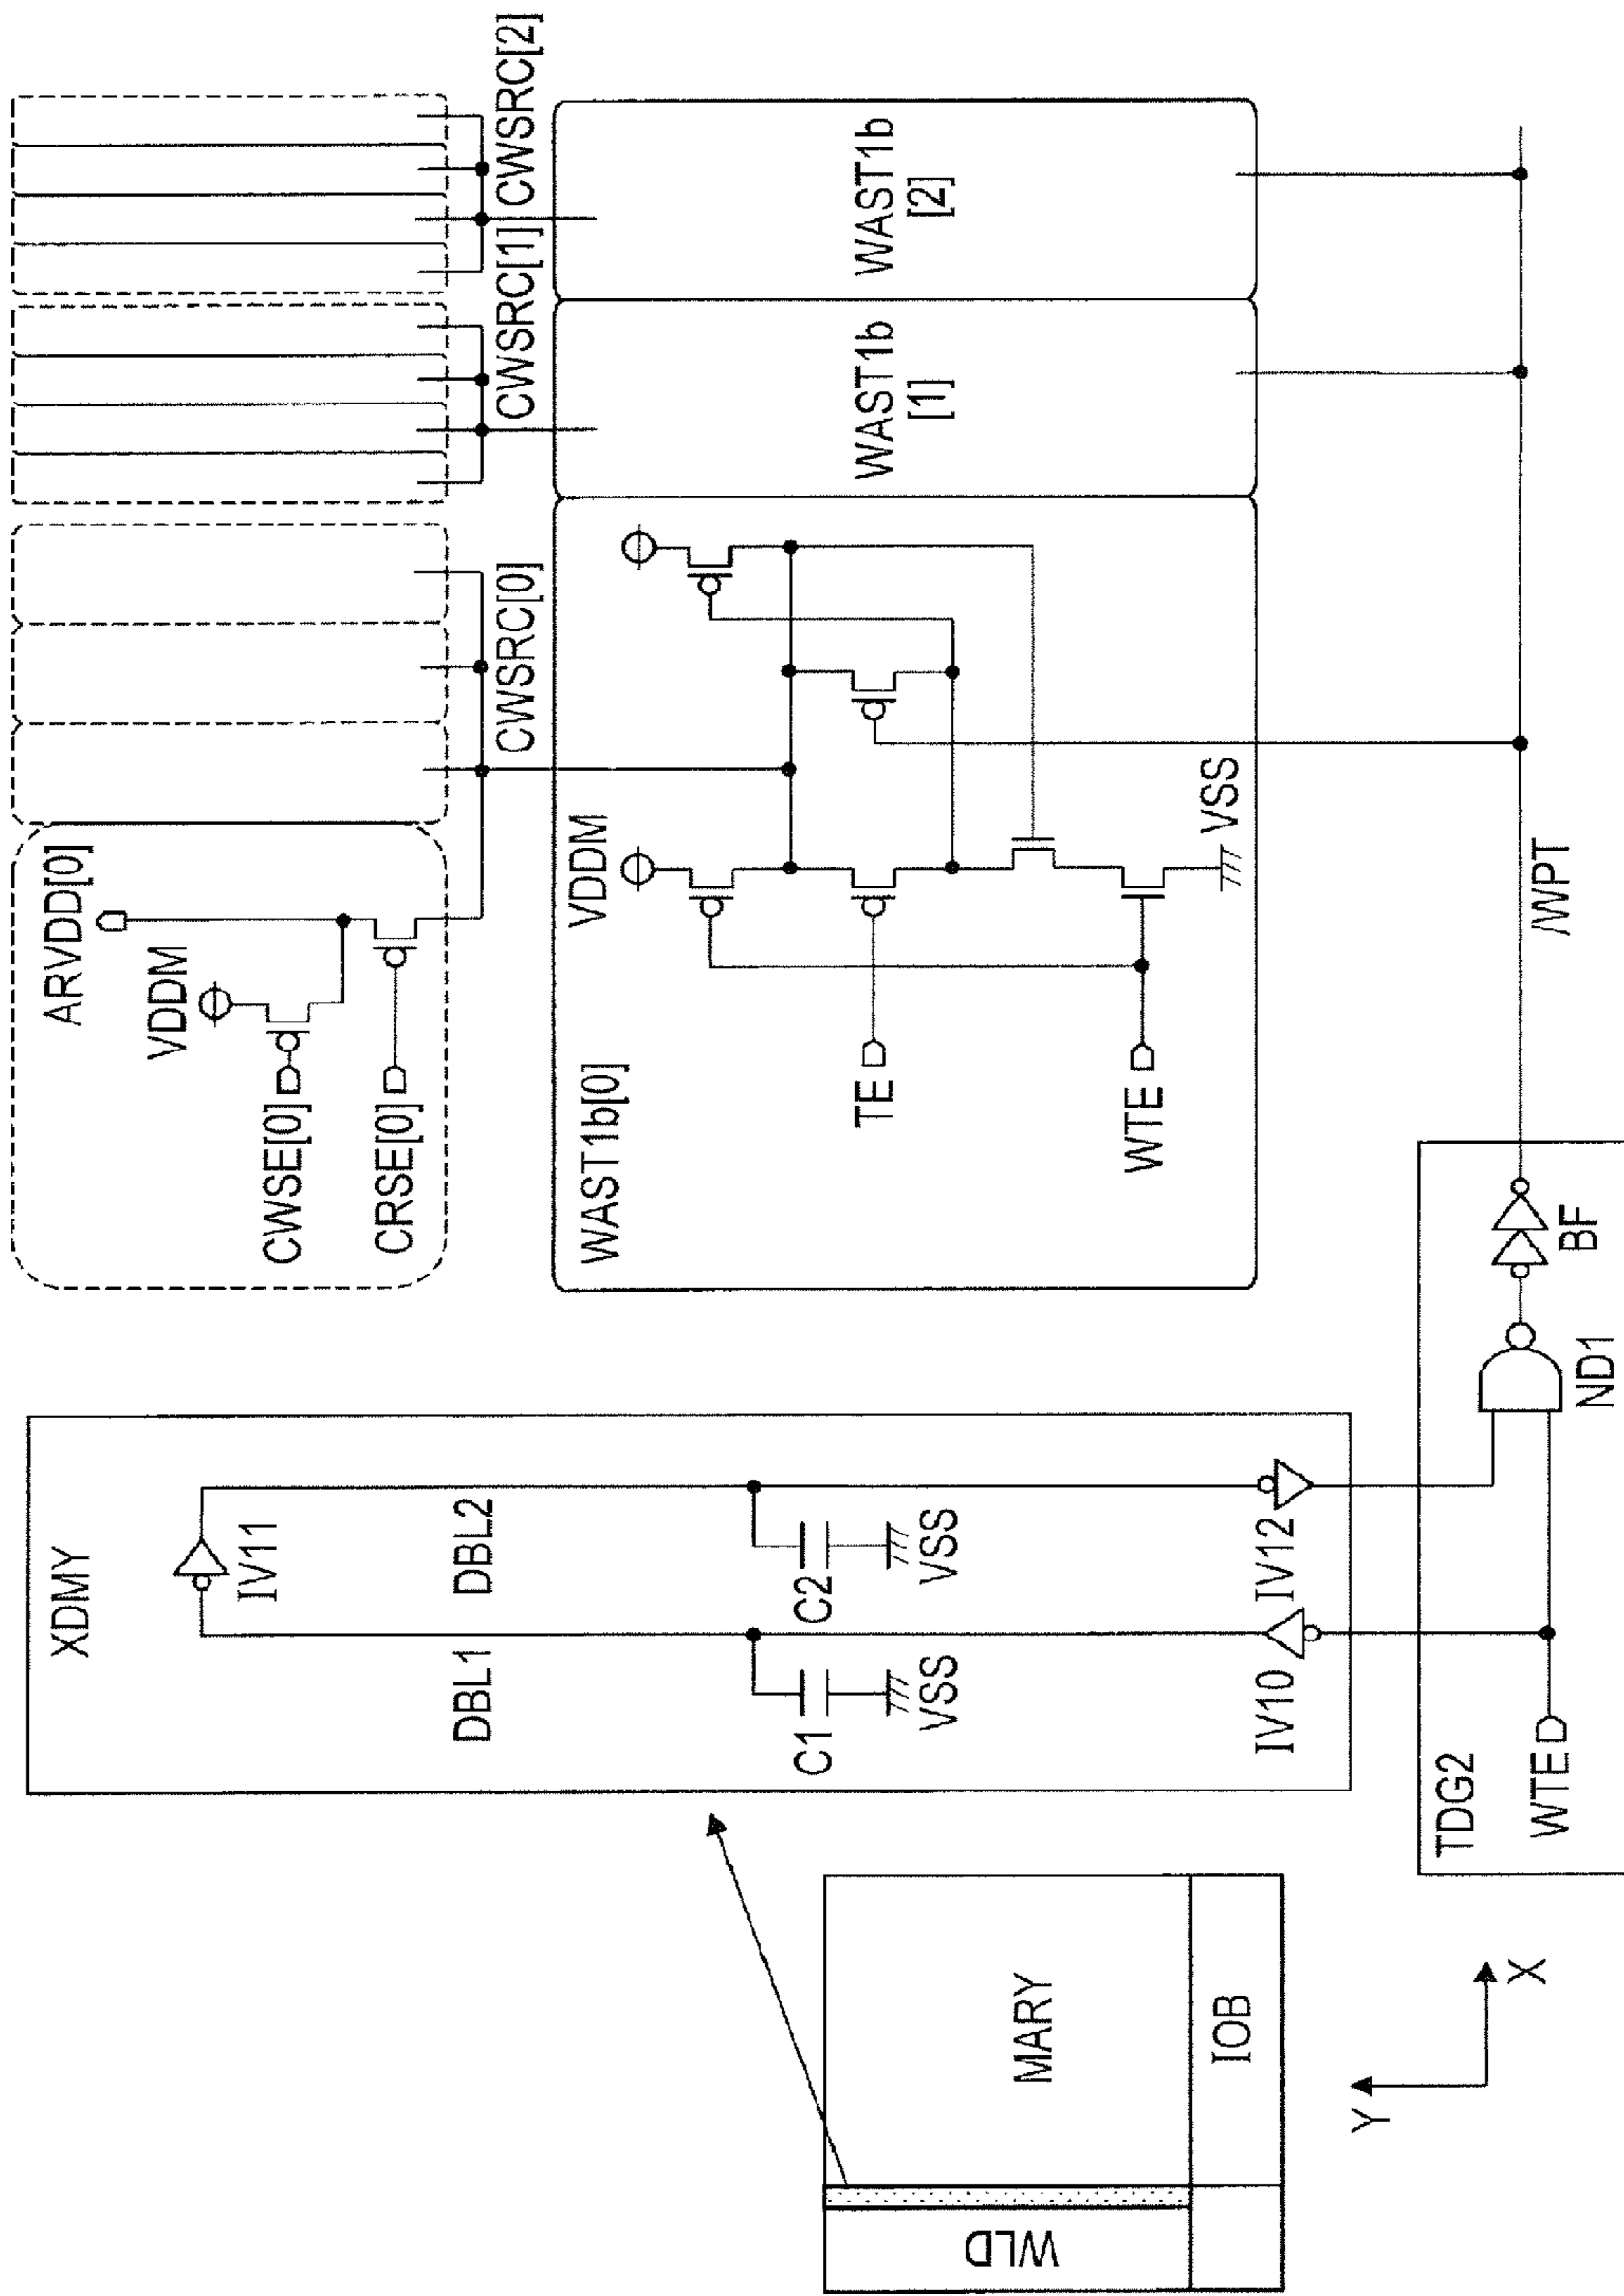 ARVDD[0]
VDDM
CWSE[0]
CRSE[0]
CWSRC[0]
CWSRC[1]
CWSRC[2]
WAST1b[0]
VDDM
TE
WTE
VSS
WAST1b
[1]
WAST1b
[2]
XDMY
IV11
DBL1
DBL2
C1
VSS
C2
VSS
IV10
IV12
TDG2
WTE
ND1
BF
/WPT
WLD
MARY
IOB
Y
X